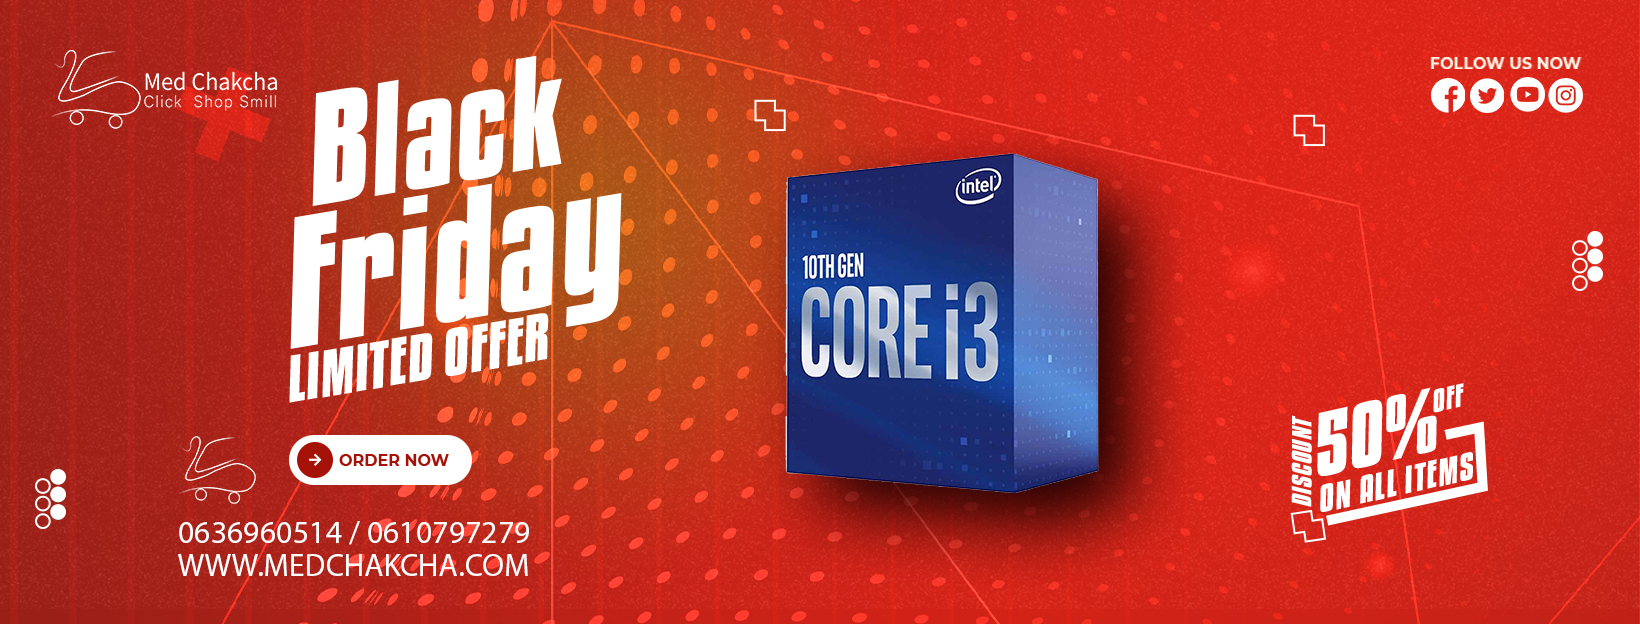 Med Chakcha
Click Shop Smill
Black
Friday
LIMITED OFFER
ORDER NOW
0636960514 / 0610797279
WWW.MEDCHAKCHA.COM
intel
10TH GEN
CORE i3
FOLLOW US NOW
DISCOUNT
50% OFF
ON ALL ITEMS